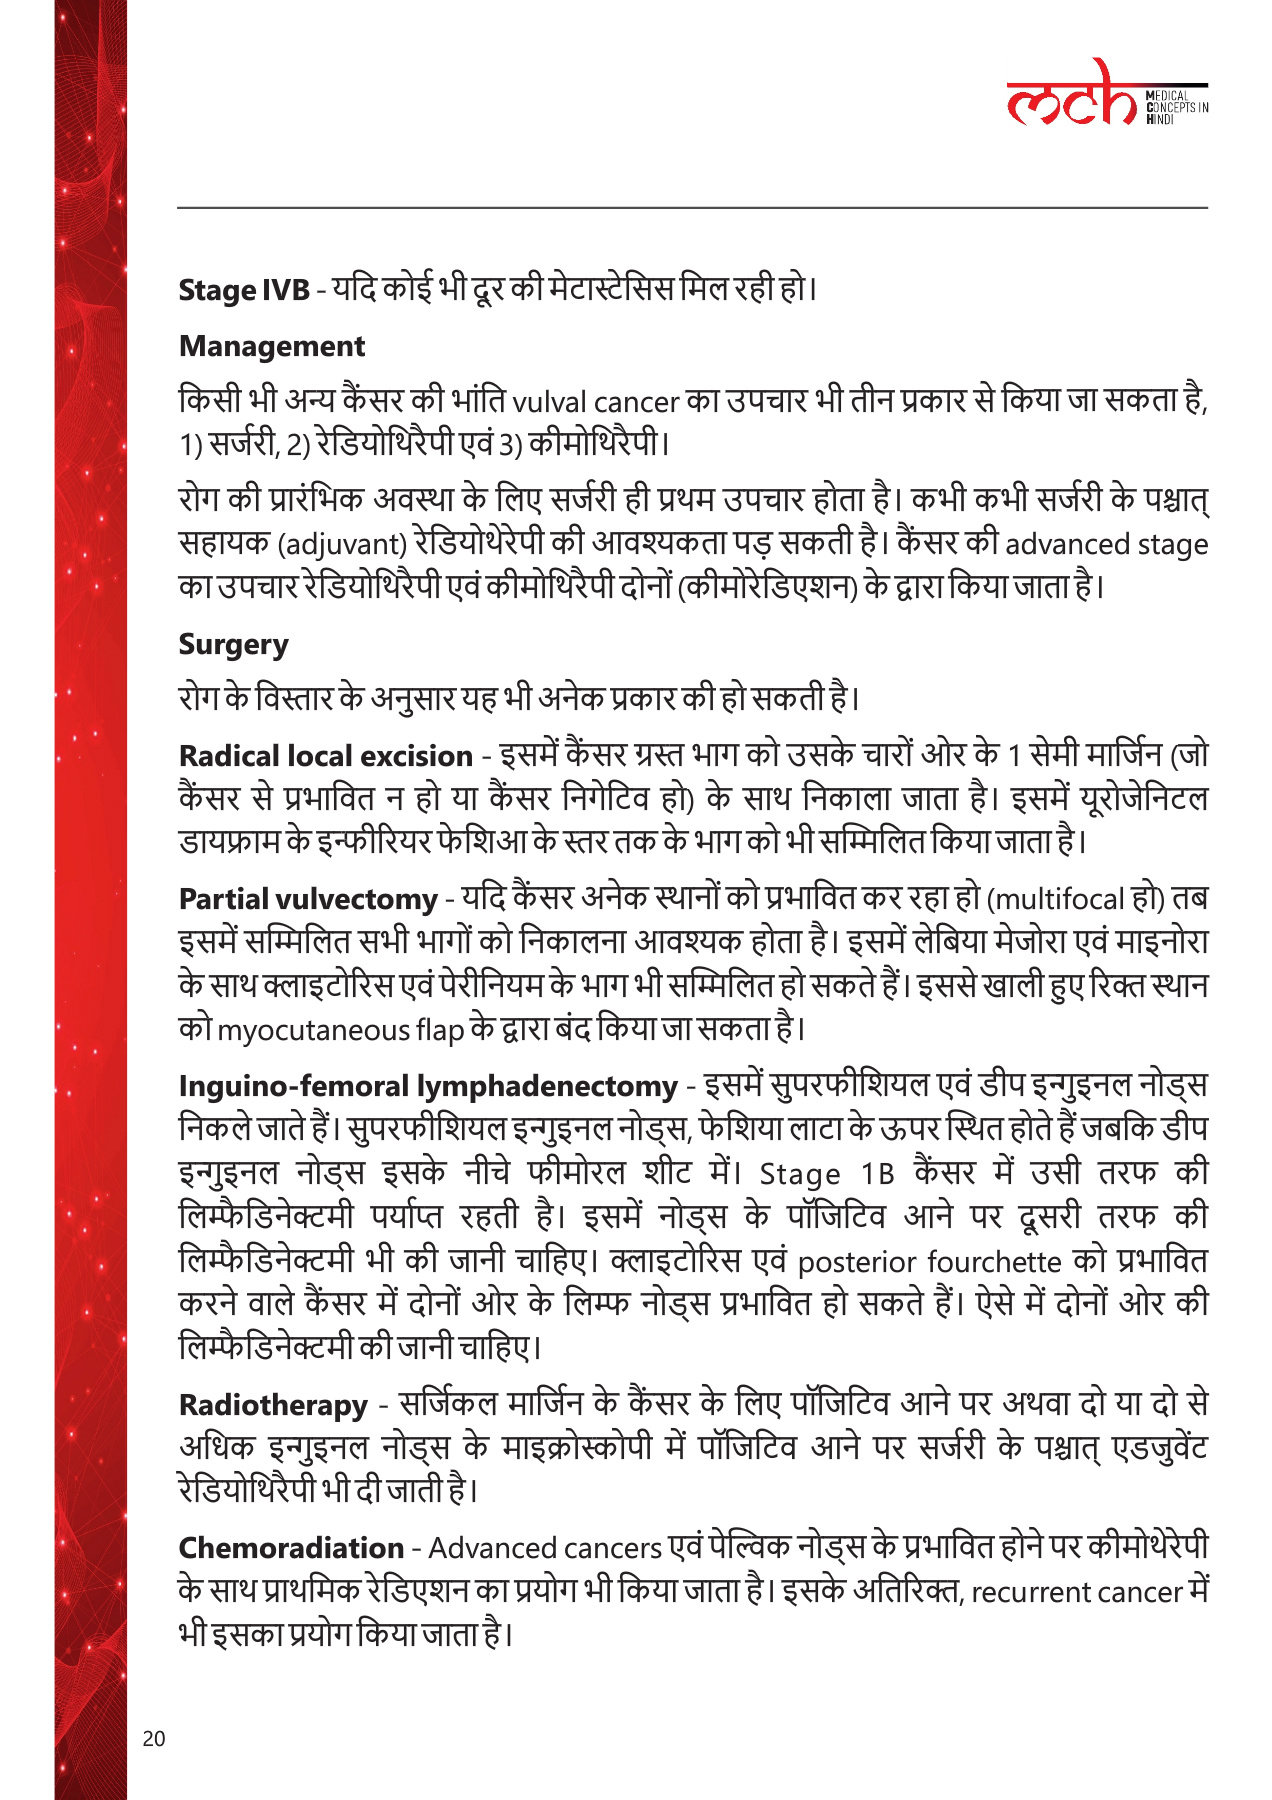 mch
MEDICAL
CONCEPTS IN
HINDI
Stage IVB - यदि कोई भी दूर की मेटास्टेसिस मिल रही हो।
Management
किसी भी अन्य कैंसर की भांति vulval cancer का उपचार भी तीन प्रकार से किया जा सकता है,
1) सर्जरी, 2) रेडियोथिरैपी एवं 3) कीमोथिरैपी।
रोग की प्रारंभिक अवस्था के लिए सर्जरी ही प्रथम उपचार होता है। कभी कभी सर्जरी के पश्चात्
सहायक (adjuvant) रेडियोथेरेपी की आवश्यकता पड़ सकती है। कैंसर की advanced stage
का उपचार रेडियोथिरैपी एवं कीमोथिरैपी दोनों (कीमोरेडिएशन) के द्वारा किया जाता है।
Surgery
रोग के विस्तार के अनुसार यह भी अनेक प्रकार की हो सकती है।
Radical local excision - इसमें कैंसर ग्रस्त भाग को उसके चारों ओर के 1 सेमी मार्जिन (जो
कैंसर से प्रभावित न हो या कैंसर निगेटिव हो) के साथ निकाला जाता है। इसमें यूरोजेनिटल
डायफ्राम के इन्फीरियर फेशिआ के स्तर तक के भाग को भी सम्मिलित किया जाता है।
Partial vulvectomy - यदि कैंसर अनेक स्थानों को प्रभावित कर रहा हो (multifocal हो) तब
इसमें सम्मिलित सभी भागों को निकालना आवश्यक होता है। इसमें लेबिया मेजोरा एवं माइनोरा
के साथ क्लाइटोरिस एवं पेरीनियम के भाग भी सम्मिलित हो सकते हैं। इससे खाली हुए रिक्त स्थान
को myocutaneous flap के द्वारा बंद किया जा सकता है।
Inguino-femoral lymphadenectomy - इसमें सुपरफीशियल एवं डीप इन्गुइनल नोड्स
निकले जाते हैं। सुपरफीशियल इन्गुइनल नोड्स, फेशिया लाटा के ऊपर स्थित होते हैं जबकि डीप
इन्गुइनल नोड्स इसके नीचे फीमोरल शीट में। Stage 1B कैंसर में उसी तरफ की
लिम्फैडिनेक्टमी पर्याप्त रहती है। इसमें नोड्स के पॉजिटिव आने पर दूसरी तरफ की
लिम्फैडिनेक्टमी भी की जानी चाहिए। क्लाइटोरिस एवं posterior fourchette को प्रभावित
करने वाले कैंसर में दोनों ओर के लिम्फ नोड्स प्रभावित हो सकते हैं। ऐसे में दोनों ओर की
लिम्फैडिनेक्टमी की जानी चाहिए।
Radiotherapy - सर्जिकल मार्जिन के कैंसर के लिए पॉजिटिव आने पर अथवा दो या दो से
अधिक इन्गुइनल नोड्स के माइक्रोस्कोपी में पॉजिटिव आने पर सर्जरी के पश्चात् एडजुवेंट
रेडियोथिरैपी भी दी जाती है।
Chemoradiation - Advanced cancers एवं पेल्विक नोड्स के प्रभावित होने पर कीमोथेरेपी
के साथ प्राथमिक रेडिएशन का प्रयोग भी किया जाता है। इसके अतिरिक्त, recurrent cancer में
भी इसका प्रयोग किया जाता है।
20